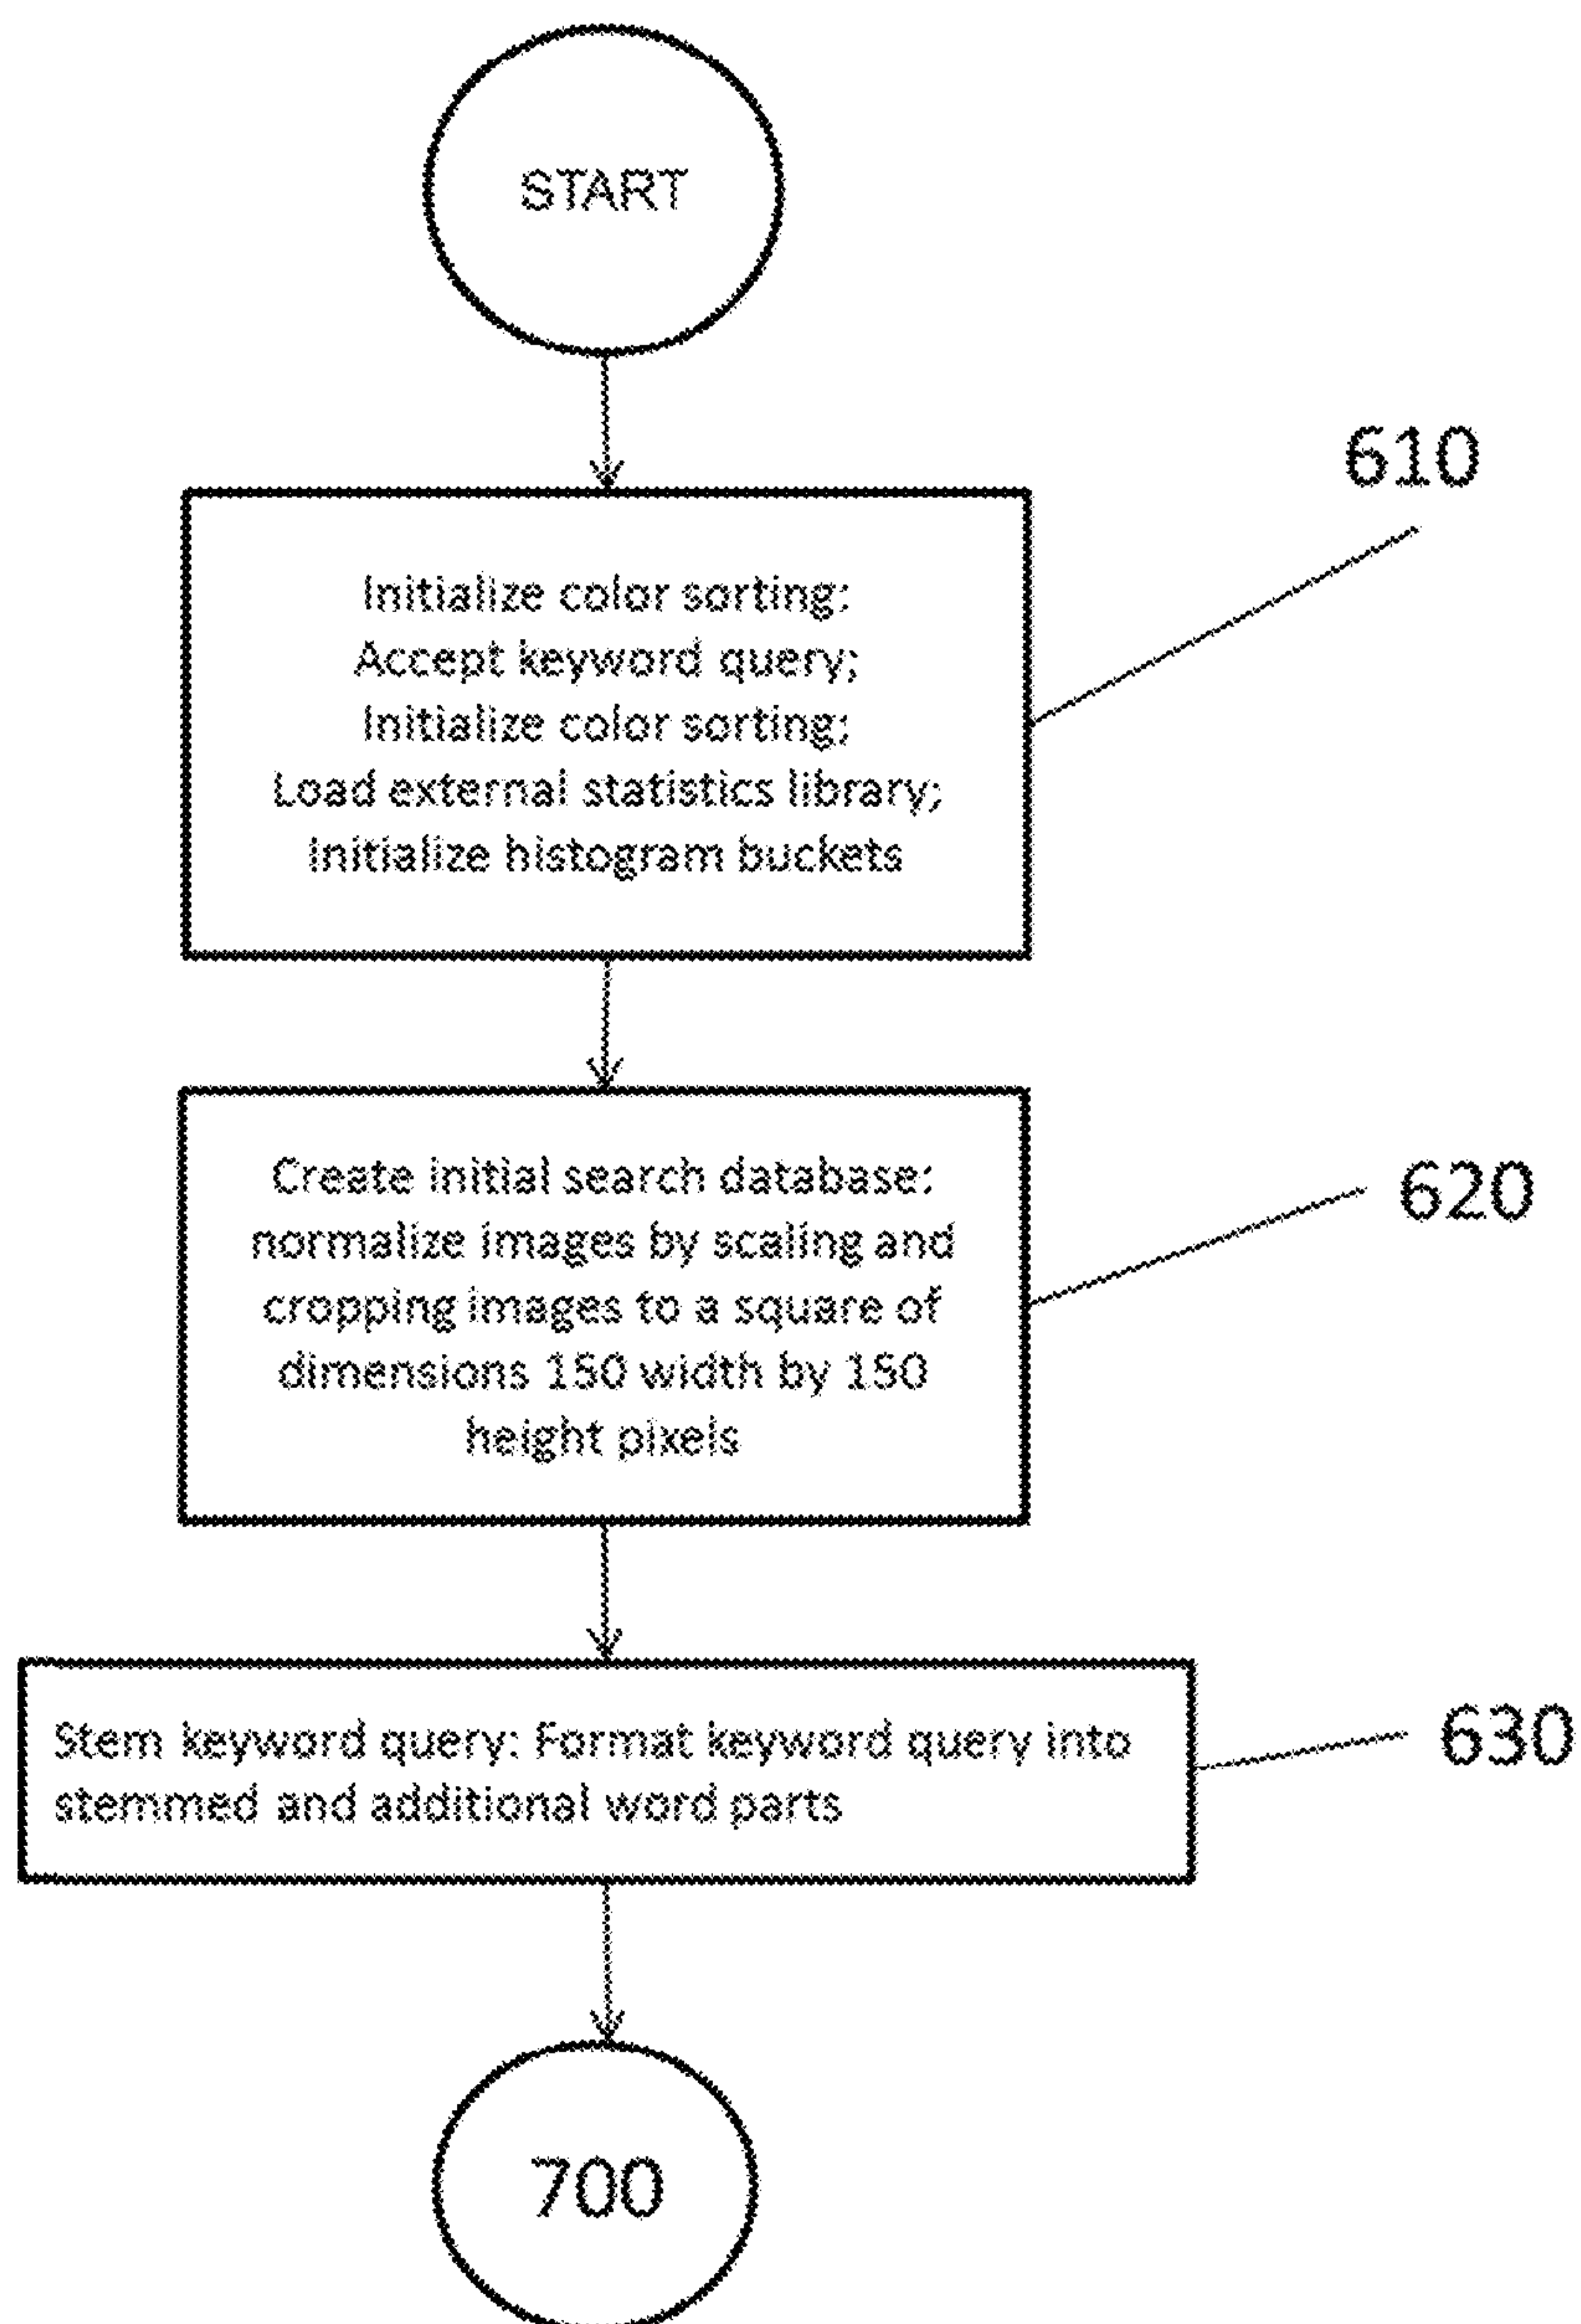 START
610
Initialize color sorting:
Accept keyword query;
Initialize color sorting;
Load external statistics library;
Initialize histogram buckets
620
Create initial search database:
normalize images by scaling and
cropping images to a square of
dimensions 150 width by 150
height pixels
630
Stem keyword query: Format keyword query into
stemmed and additional word parts
700